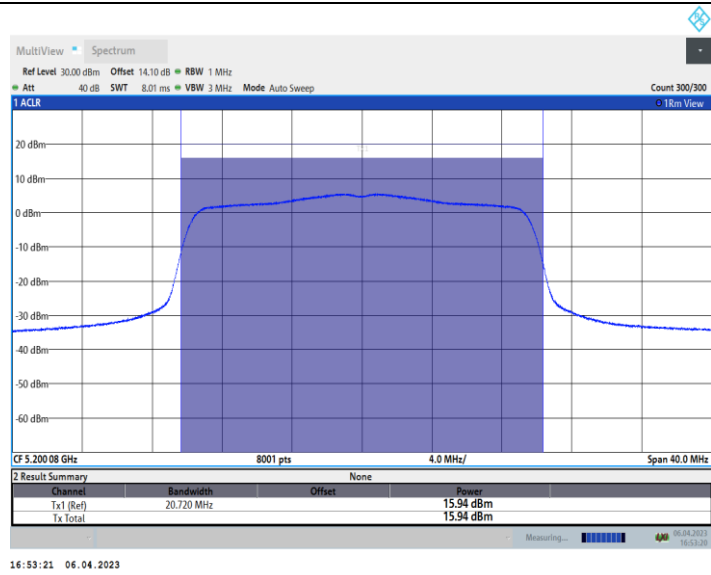 MultiView Spectrum
Ref Level 30.00 dBm Offset 14.10 dB RBW 1 MHz
Att 40 dB SWT 8.01 ms VBW 3 MHz Mode Auto Sweep Count 300/300
1 ACLR 1Rm View
20 dBm
10 dBm
0 dBm
-10 dBm
-20 dBm
-30 dBm
-40 dBm
-50 dBm
-60 dBm
CF 5.200 08 GHz 8001 pts 4.0 MHz/ Span 40.0 MHz
2 Result Summary None
Channel Bandwidth Offset Power
Tx1 (Ref) 20.720 MHz 15.94 dBm
Tx Total 15.94 dBm
Measuring... 06.04.2023
16:53:20
16:53:21 06.04.2023